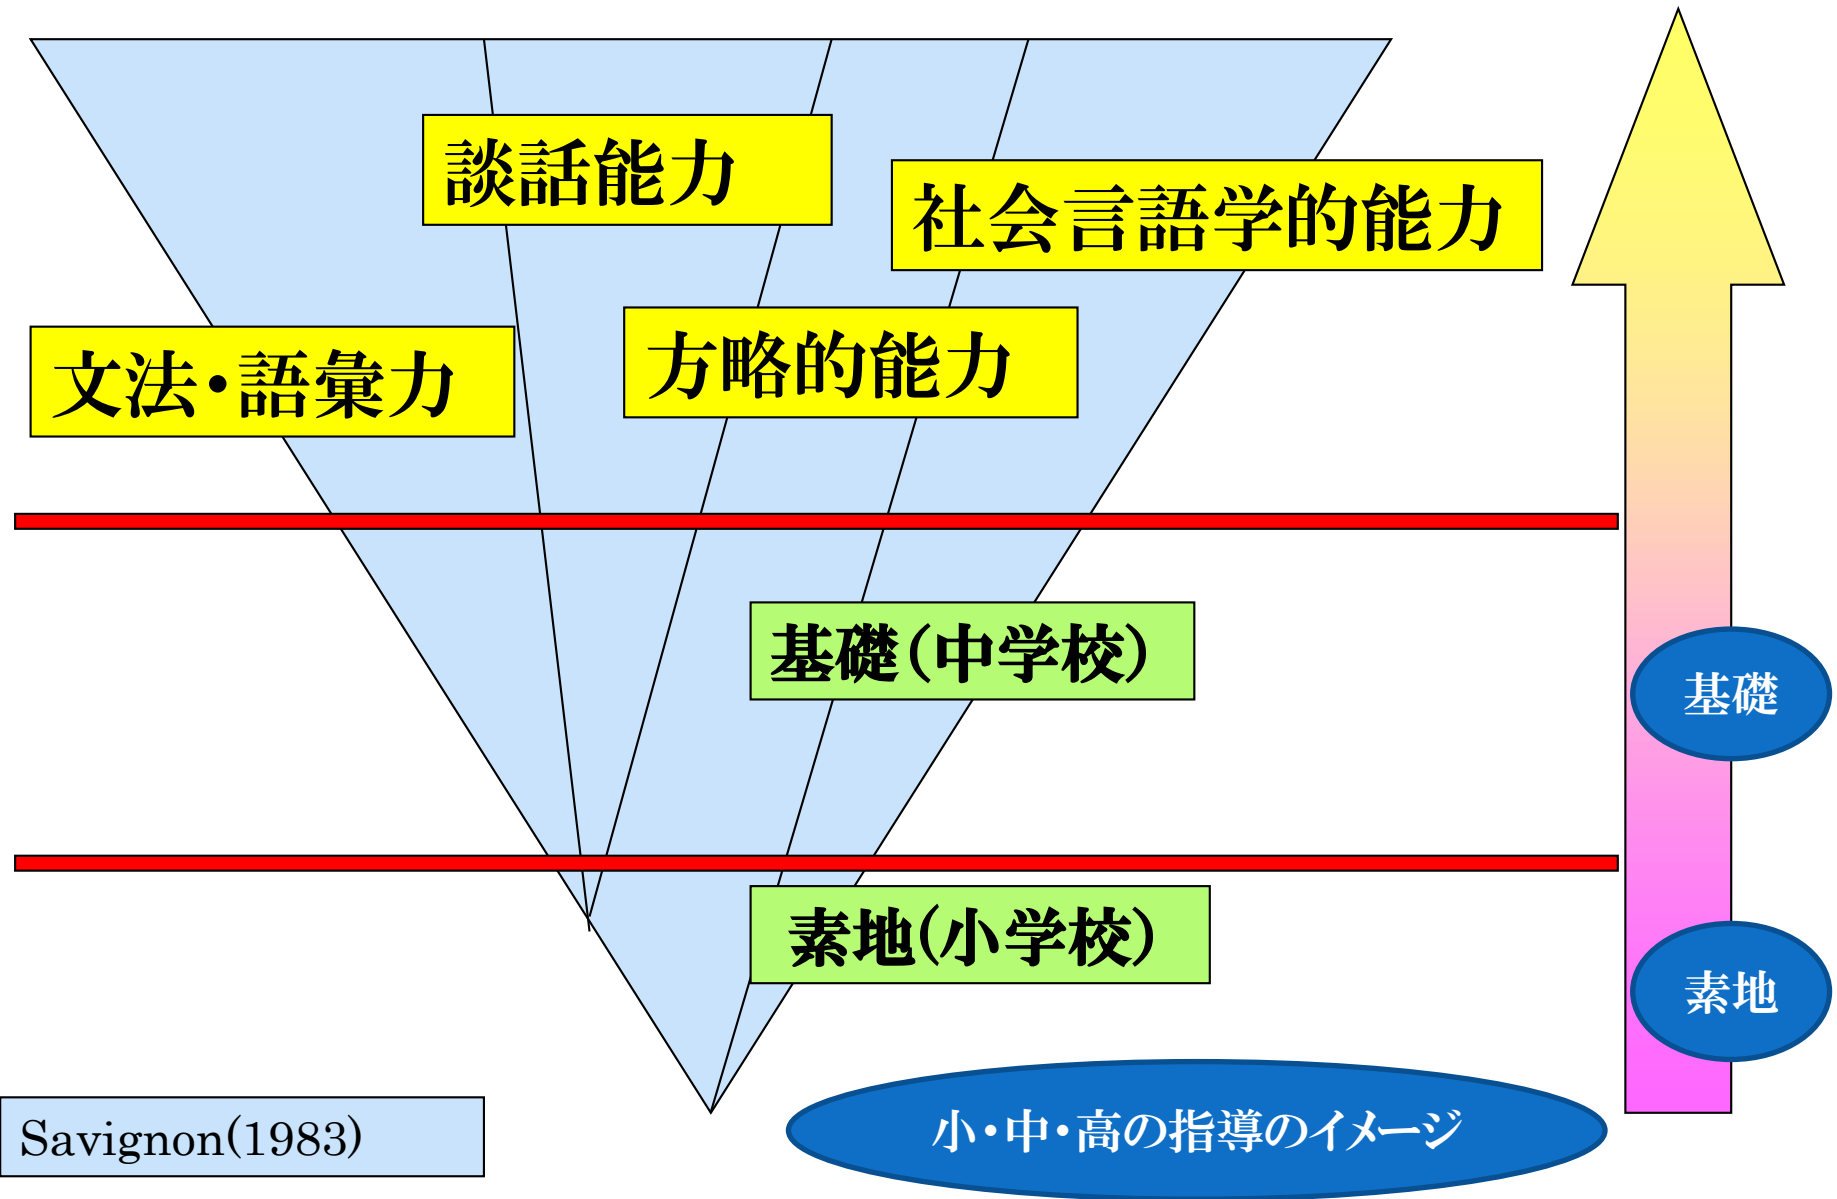 談話能力
社会言語学的能力
文法・語彙力
方略的能力
基礎（中学校）
基礎
素地(小学校）
素地
小・中・高の指導のイメージ
Savignon(1983)